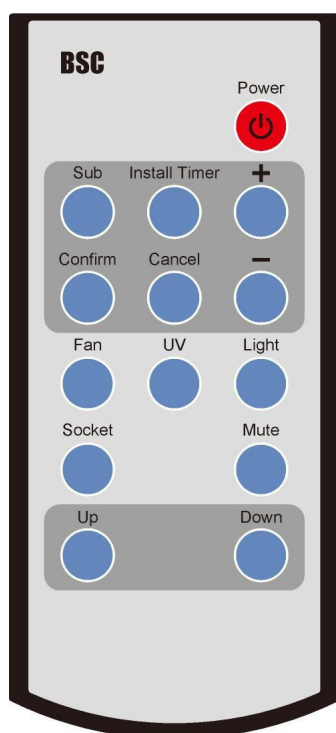 BSC
Power
Sub Install Timer +
Confirm Cancel −
Fan UV Light
Socket Mute
Up Down